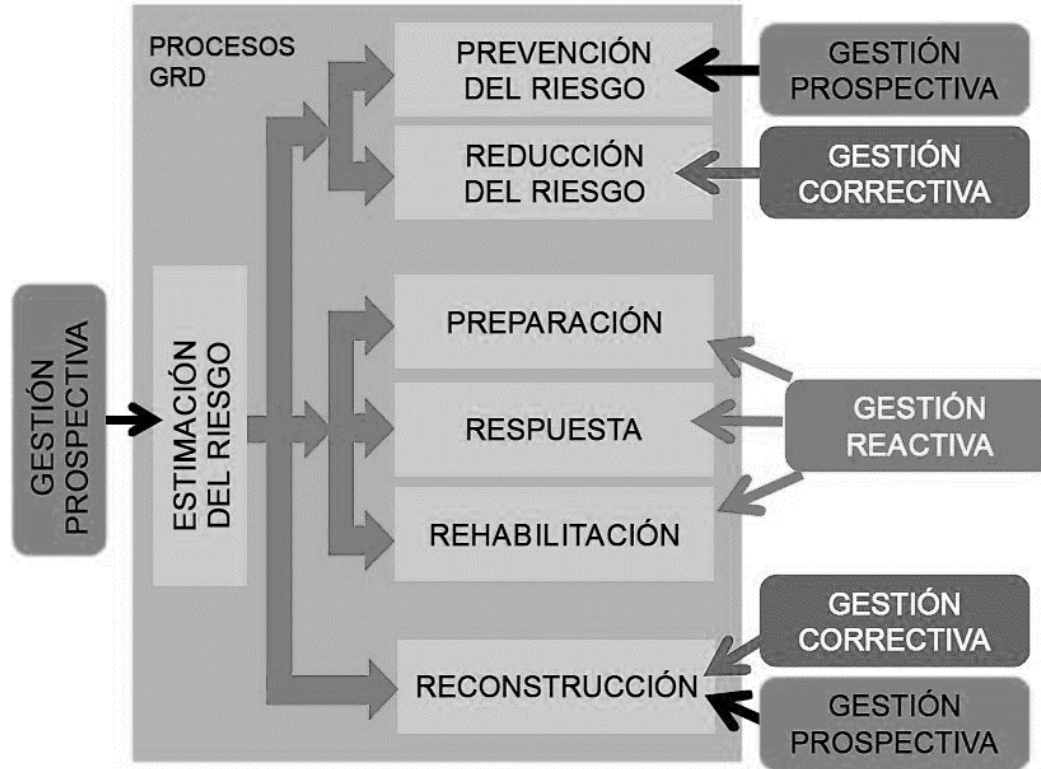 PROCESOS
GRD
PREVENCIÓN
DEL RIESGO
GESTIÓN
PROSPECTIVA
REDUCCIÓN
DEL RIESGO
GESTIÓN
CORRECTIVA
GESTIÓN
PROSPECTIVA
ESTIMACIÓN
DEL RIESGO
PREPARACIÓN
RESPUESTA
REHABILITACIÓN
GESTIÓN
REACTIVA
RECONSTRUCCIÓN
GESTIÓN
CORRECTIVA
GESTIÓN
PROSPECTIVA